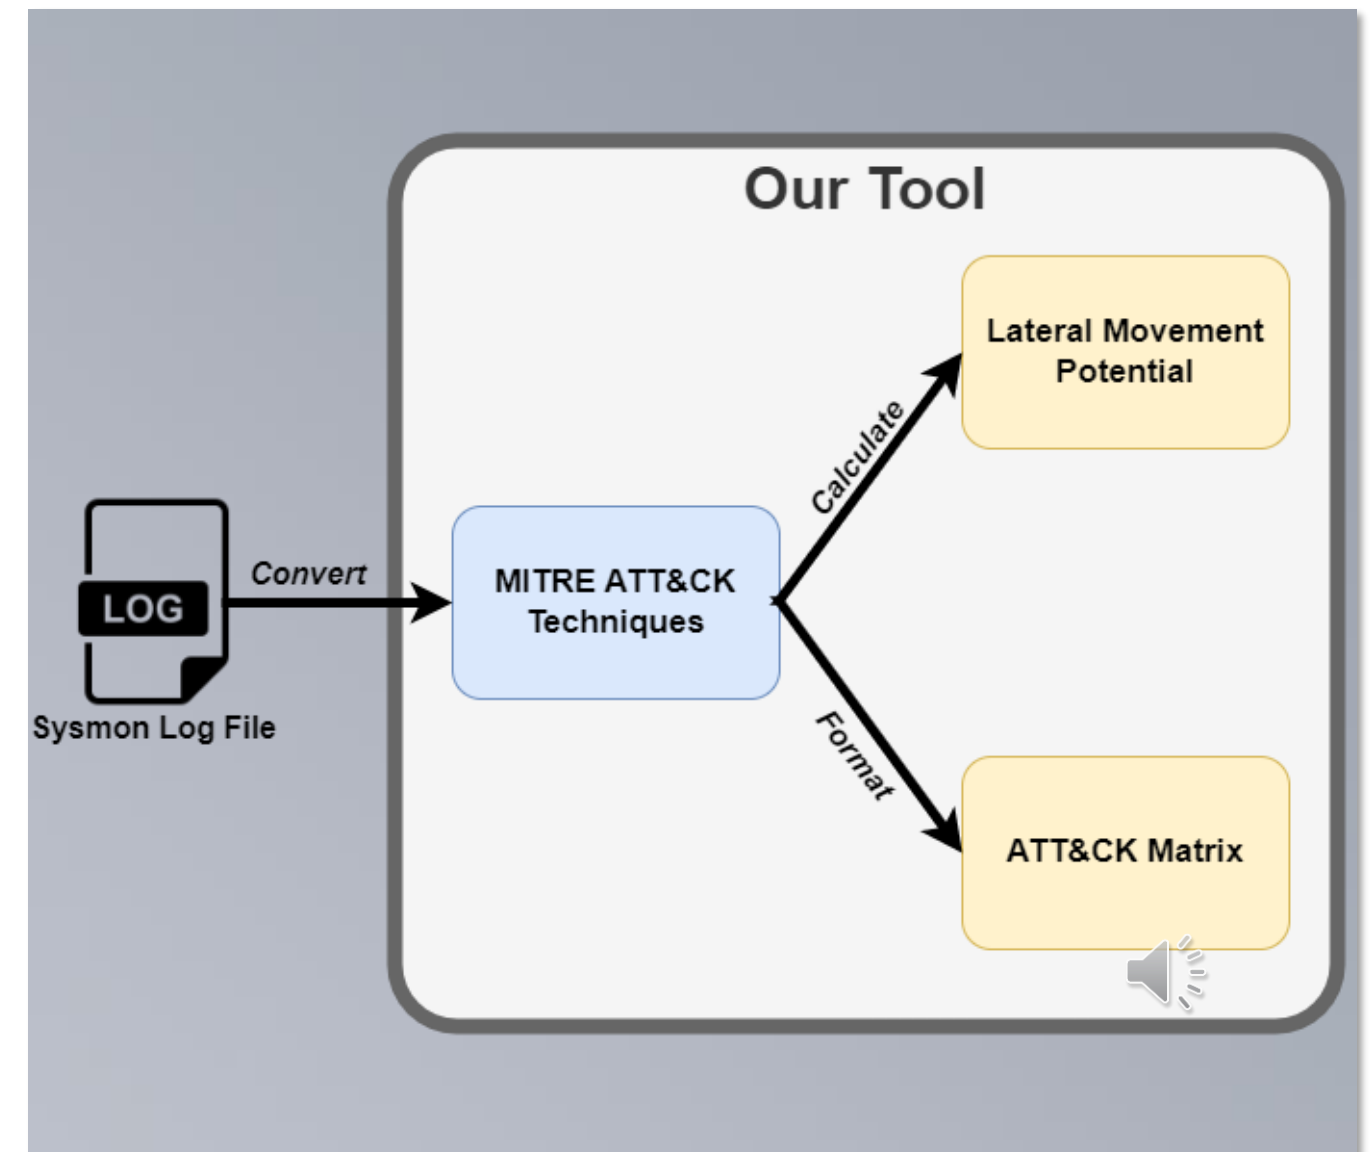 Our Tool
Lateral Movement
Potential
Calculate
Convert
MITRE ATT&CK
Techniques
LOG
Sysmon Log File
Format
ATT&CK Matrix